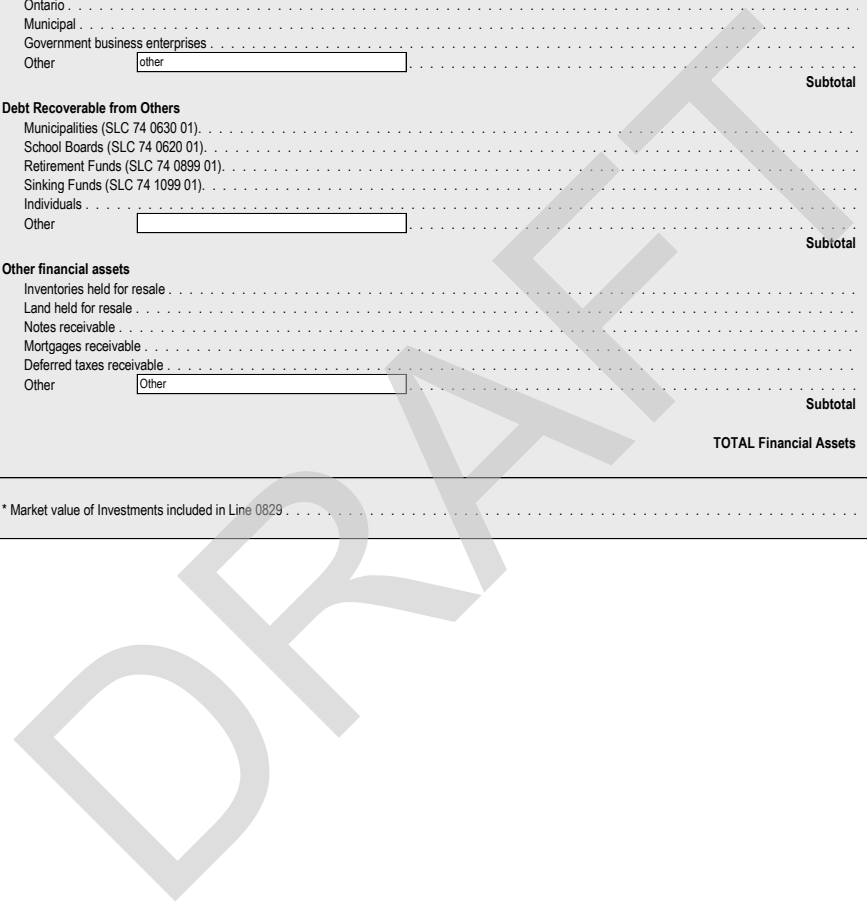 Ontario
Municipal
Government business enterprises
Other other
Subtotal
Debt Recoverable from Others
Municipalities (SLC 74 0630 01)
School Boards (SLC 74 0620 01)
Retirement Funds (SLC 74 0899 01)
Sinking Funds (SLC 74 1099 01)
Individuals
Other
Subtotal
Other financial assets
Inventories held for resale
Land held for resale
Notes receivable
Mortgages receivable
Deferred taxes receivable
Other Other
Subtotal
TOTAL Financial Assets
* Market value of Investments included in Line 0829
DRAFT